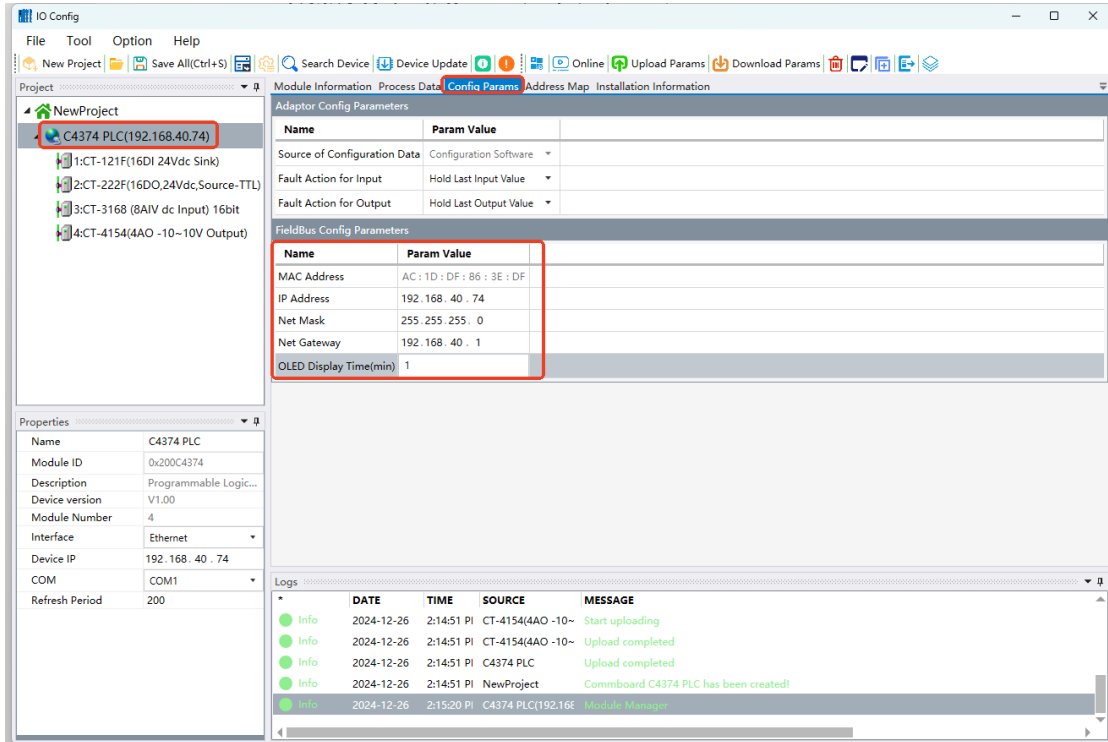 IO Config
File Tool Option Help
New Project Save All(Ctrl+S) Search Device Device Update Online Upload Params Download Params
Project
NewProject
C4374 PLC(192.168.40.74)
1:CT-121F(16DI 24Vdc Sink)
2:CT-222F(16DO,24Vdc,Source-TTL)
3:CT-3168 (8AIV dc Input) 16bit
4:CT-4154(4AO -10~10V Output)
Module Information Process Data Config Params Address Map Installation Information
Adaptor Config Parameters
Name Param Value
Source of Configuration Data Configuration Software
Fault Action for Input Hold Last Input Value
Fault Action for Output Hold Last Output Value
FieldBus Config Parameters
Name Param Value
MAC Address AC : 1D : DF : 86 : 3E : DF
IP Address 192.168. 40 . 74
Net Mask 255.255.255. 0
Net Gateway 192.168. 40 . 1
OLED Display Time(min) 1
Properties
Name C4374 PLC
Module ID 0x200C4374
Description Programmable Logic...
Device version V1.00
Module Number 4
Interface Ethernet
Device IP 192.168. 40 . 74
COM COM1
Refresh Period 200
Logs
* DATE TIME SOURCE MESSAGE
Info 2024-12-26 2:14:51 PI CT-4154(4AO -10~ Start uploading
Info 2024-12-26 2:14:51 PI CT-4154(4AO -10~ Upload completed
Info 2024-12-26 2:14:51 PI C4374 PLC Upload completed
Info 2024-12-26 2:14:51 PI NewProject Commboard C4374 PLC has been created!
Info 2024-12-26 2:15:20 PI C4374 PLC(192.168 Module Manager